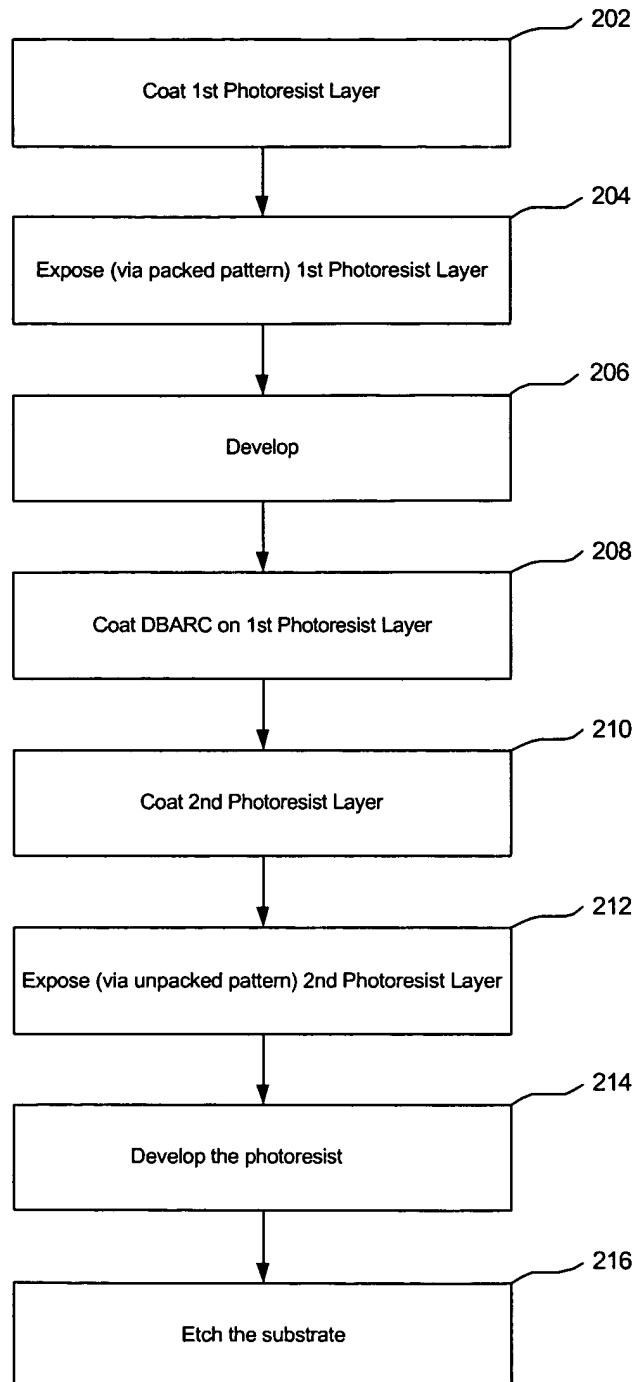 202
Coat 1st Photoresist Layer
204
Expose (via packed pattern) 1st Photoresist Layer
206
Develop
208
Coat DBARC on 1st Photoresist Layer
210
Coat 2nd Photoresist Layer
212
Expose (via unpacked pattern) 2nd Photoresist Layer
214
Develop the photoresist
216
Etch the substrate